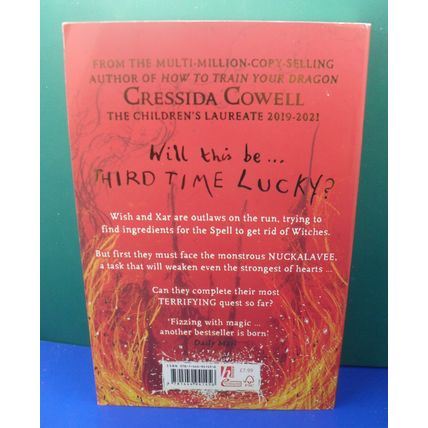 FROM THE MULTI-MILLION-COPY-SELLING
AUTHOR OF HOW TO TRAIN YOUR DRAGON
CRESSIDA COWELL
THE CHILDREN'S LAUREATE 2019-2021
Will this be...
THIRD TIME LUCKY?
Wish and Xar are outlaws on the run, trying to
find ingredients for the Spell to get rid of Witches.
But first they must face the monstrous NUCKALAVEE,
a task that will weaken even the strongest of hearts ...
Can they complete their most
TERRIFYING quest so far?
'Fizzing with magic ...
another bestseller is born'
Daily Mail
ISBN
£7.99
FSC